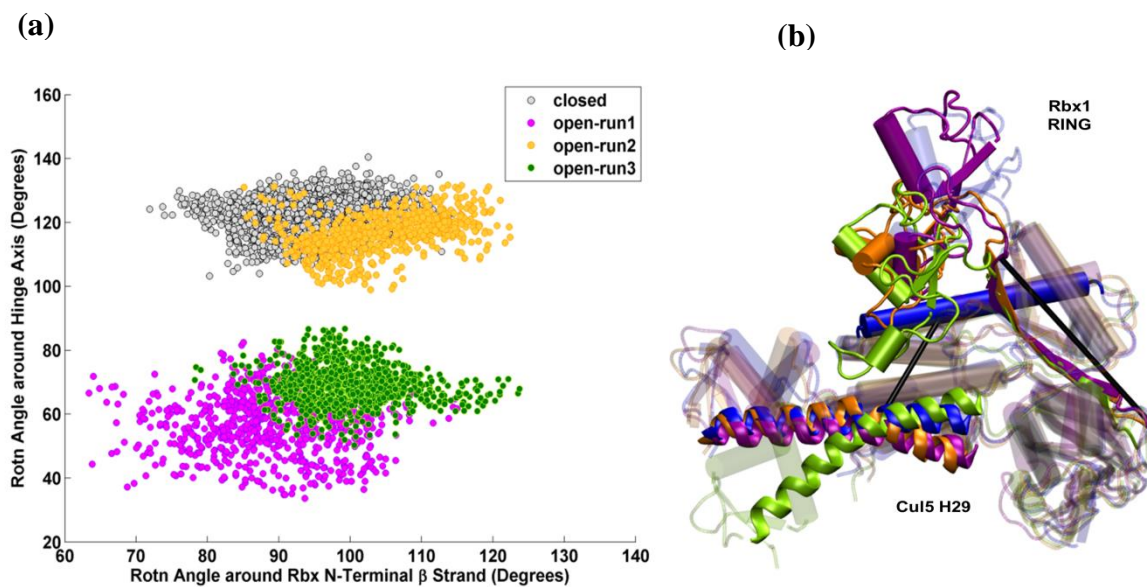 (a)
(b)
160
140
120
100
80
60
40
20
60
70
80
90
100
110
120
130
140
Rotn Angle around Hinge Axis (Degrees)
Rotn Angle around Rbx N-Terminal β Strand (Degrees)
closed
open-run1
open-run2
open-run3
Rbx1
RING
Cul5 H29